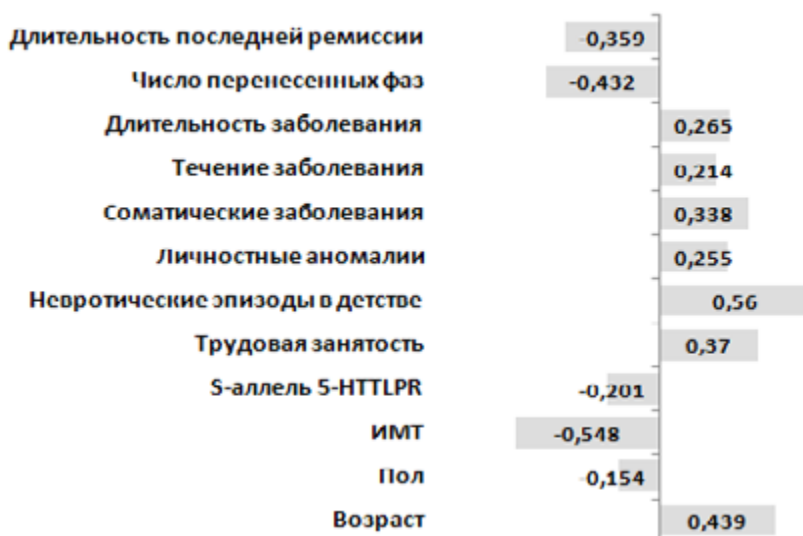 Длительность последней ремиссии -0,359
Число перенесенных фаз -0,432
Длительность заболевания 0,265
Течение заболевания 0,214
Соматические заболевания 0,338
Личностные аномалии 0,255
Невротические эпизоды в детстве 0,56
Трудовая занятость 0,37
S-аллель 5-HTTLPR -0,201
ИМТ -0,548
Пол -0,154
Возраст 0,439